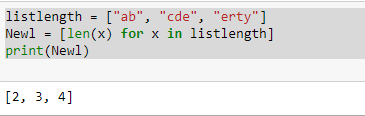 listlength = ["ab", "cde", "erty"]
Newl = [len(x) for x in listlength]
print(Newl)
[2, 3, 4]